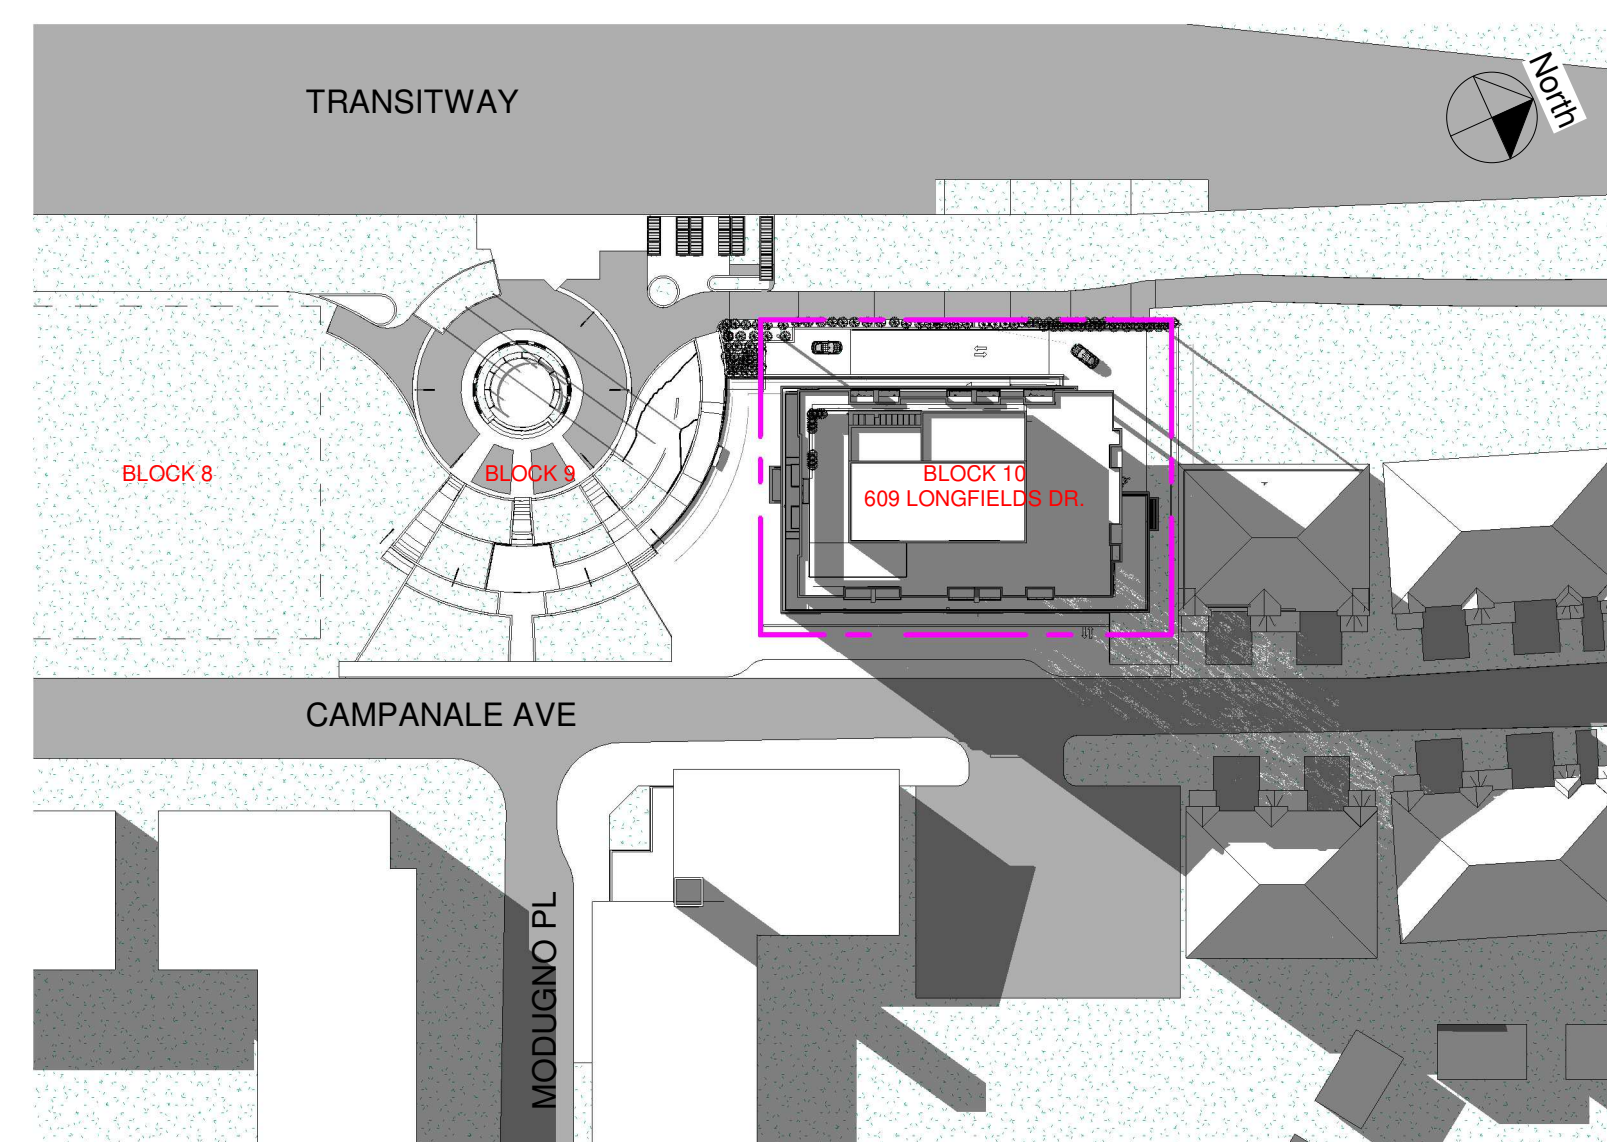 TRANSITWAY
North
BLOCK 8
BLOCK 9
BLOCK 10
609 LONGFIELDS DR.
CAMPANALE AVE
MODUGNO PL